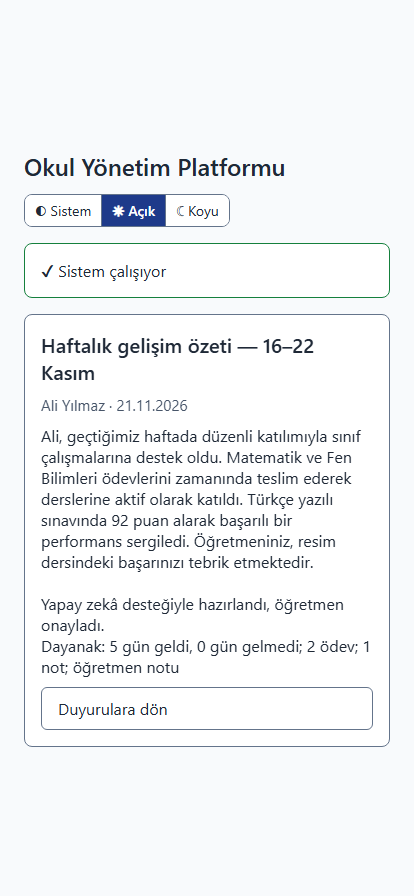 Okul Yönetim Platformu
◐ Sistem
✸ Açık
☾ Koyu
✓ Sistem çalışıyor
Haftalık gelişim özeti — 16–22
Kasım
Ali Yılmaz · 21.11.2026
Ali, geçtiğimiz haftada düzenli katılımıyla sınıf
çalışmalarına destek oldu. Matematik ve Fen
Bilimleri ödevlerini zamanında teslim ederek
derslerine aktif olarak katıldı. Türkçe yazılı
sınavında 92 puan alarak başarılı bir
performans sergiledi. Öğretmeniniz, resim
dersindeki başarınızı tebrik etmektedir.
Yapay zekâ desteğiyle hazırlandı, öğretmen
onayladı.
Dayanak: 5 gün geldi, 0 gün gelmedi; 2 ödev; 1
not; öğretmen notu
Duyurulara dön